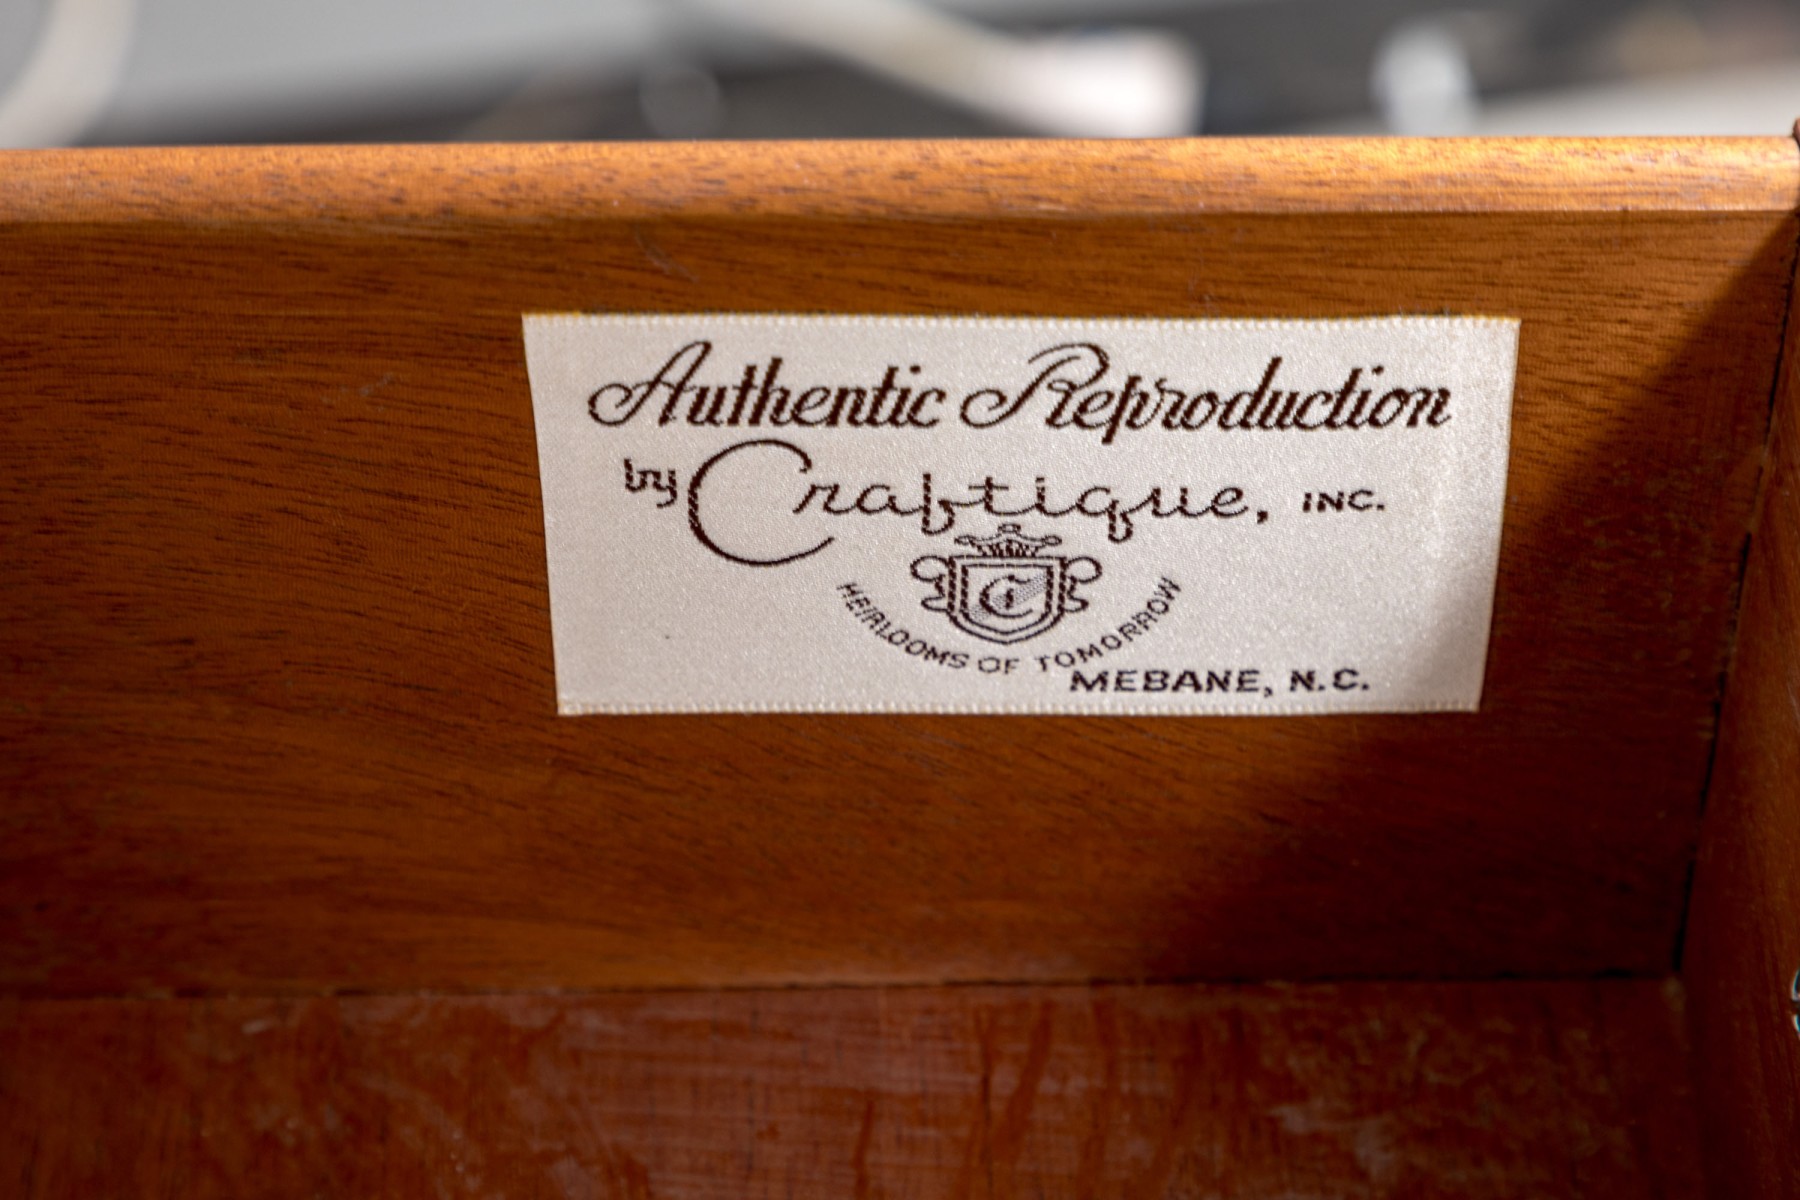 Authentic Reproduction
by Craftique, INC.
C
HEIRLOOMS OF TOMORROW
MEBANE, N.C.